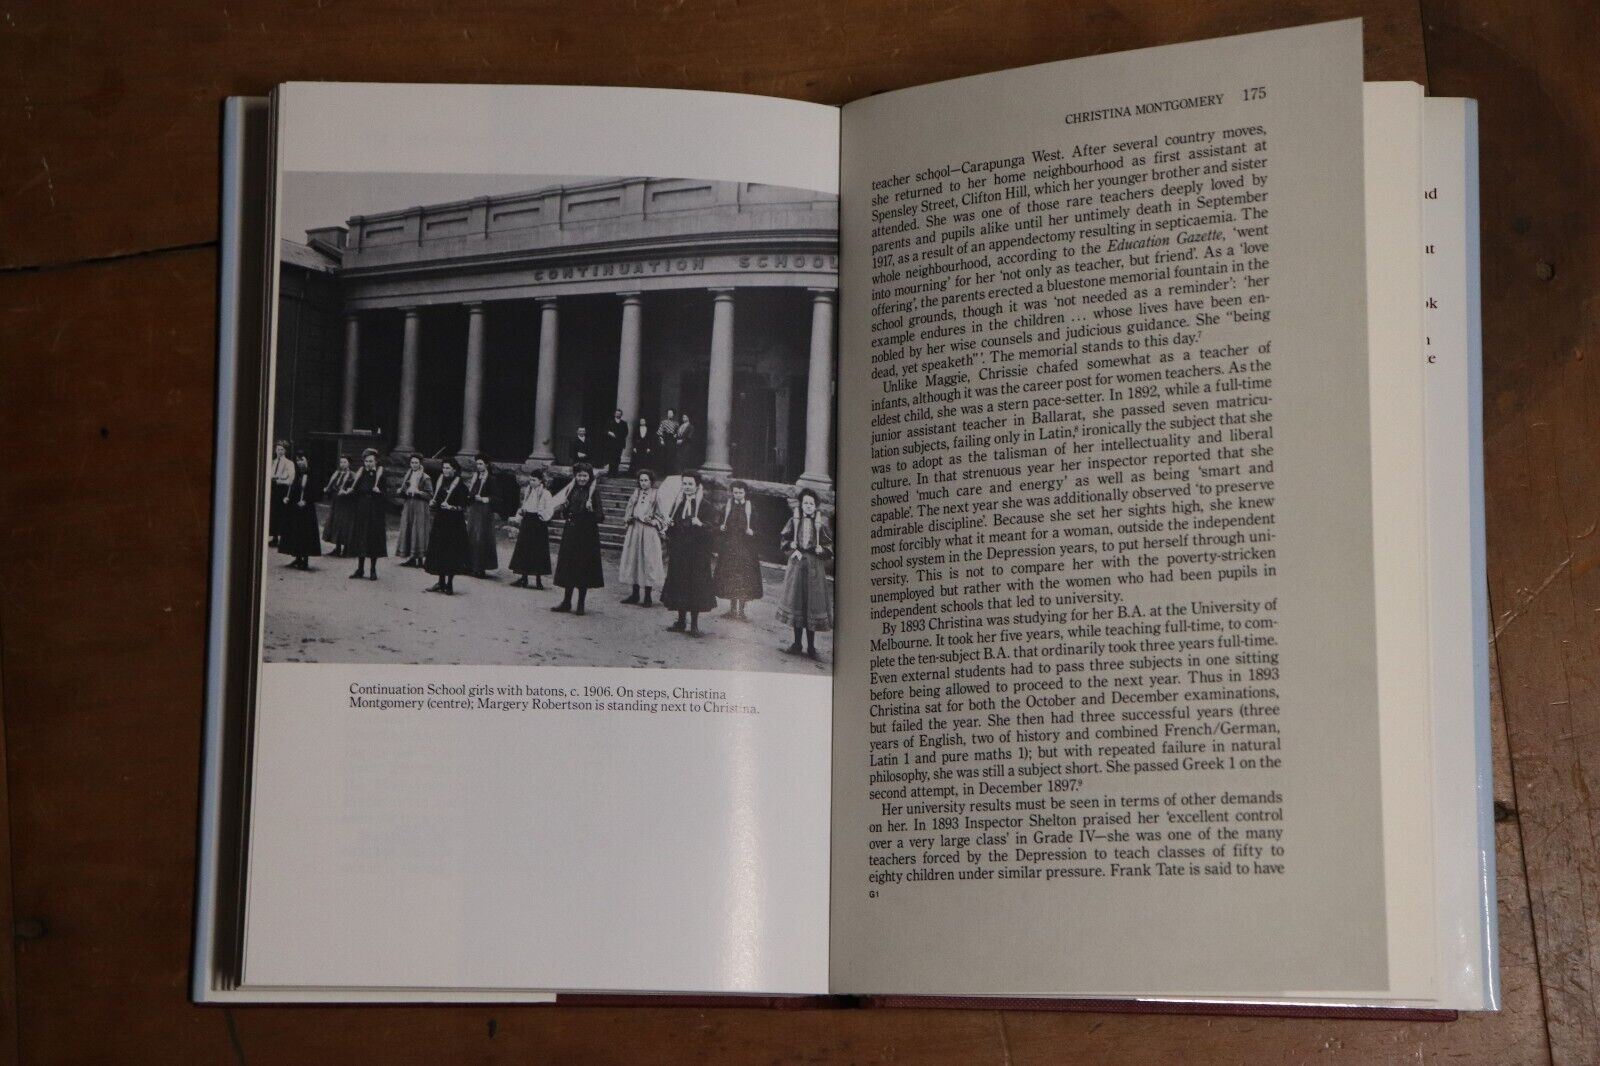 CONTINUATION SCHOOL
Continuation School girls with batons, c. 1906. On steps, Christina
Montgomery (centre); Margery Robertson is standing next to Christina.
CHRISTINA MONTGOMERY 175
teacher school—Carapunga West. After several country moves,
she returned to her home neighbourhood as first assistant at
Spensley Street, Clifton Hill, which her younger brother and sister
attended. She was one of those rare teachers deeply loved by
parents and pupils alike until her untimely death in September
1917, as a result of an appendectomy resulting in septicaemia. The
whole neighbourhood, according to the Education Gazette, ‘went
into mourning’ for her ‘not only as teacher, but friend’. As a ‘love
offering’, the parents erected a bluestone memorial fountain in the
school grounds, though it was ‘not needed as a reminder’: ‘her
example endures in the children ... whose lives have been en-
nobled by her wise counsels and judicious guidance. She “being
dead, yet speaketh” ’. The memorial stands to this day.7
Unlike Maggie, Chrissie chafed somewhat as a teacher of
infants, although it was the career post for women teachers. As the
eldest child, she was a stern pace-setter. In 1892, while a full-time
junior assistant teacher in Ballarat, she passed seven matricu-
lation subjects, failing only in Latin,8 ironically the subject that she
was to adopt as the talisman of her intellectuality and liberal
culture. In that strenuous year her inspector reported that she
showed ‘much care and energy’ as well as being ‘smart and
capable’. The next year she was additionally observed ‘to preserve
admirable discipline’. Because she set her sights high, she knew
most forcibly what it meant for a woman, outside the independent
school system in the Depression years, to put herself through uni-
versity. This is not to compare her with the poverty-stricken
unemployed but rather with the women who had been pupils in
independent schools that led to university.
By 1893 Christina was studying for her B.A. at the University of
Melbourne. It took her five years, while teaching full-time, to com-
plete the ten-subject B.A. that ordinarily took three years full-time.
Even external students had to pass three subjects in one sitting
before being allowed to proceed to the next year. Thus in 1893
Christina sat for both the October and December examinations,
but failed the year. She then had three successful years (three
years of English, two of history and combined French/German,
Latin 1 and pure maths 1); but with repeated failure in natural
philosophy, she was still a subject short. She passed Greek 1 on the
second attempt, in December 1897.9
Her university results must be seen in terms of other demands
on her. In 1893 Inspector Shelton praised her ‘excellent control
over a very large class’ in Grade IV—she was one of the many
teachers forced by the Depression to teach classes of fifty to
eighty children under similar pressure. Frank Tate is said to have
G1